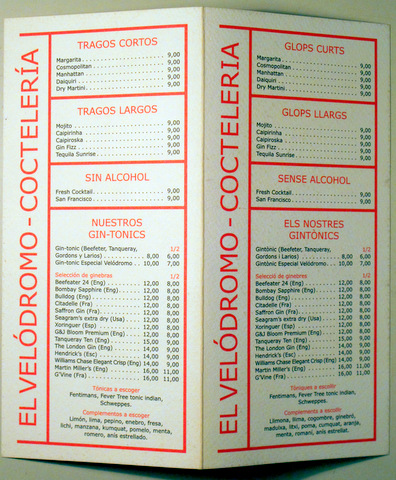 EL VELÓDROMO - COCTELERÍA
TRAGOS CORTOS
Margarita 9,00
Cosmopolitan 9,00
Manhattan 9,00
Daiquiri 9,00
Dry Martini 9,00
TRAGOS LARGOS
Mojito 9,00
Caipirinha 9,00
Caipiroska 9,00
Gin Fizz 9,00
Tequila Sunrise 9,00
SIN ALCOHOL
Fresh Cocktail 9,00
San Francisco 9,00
NUESTROS
GIN-TONICS
Gin-tonic (Beefeter, Tanqueray, 1/2
Gordons y Larios) 8,00 6,00
Gin-tonic Especial Velódromo 10,00 7,00
Selección de ginebras 1/2
Beefeater 24 (Eng) 12,00 8,00
Bombay Sapphire (Eng) 12,00 8,00
Bulldog (Eng) 12,00 8,00
Citadelle (Fra) 12,00 8,00
Saffron Gin (Fra) 12,00 8,00
Seagram's extra dry (Usa) 12,00 8,00
Xoringuer (Esp) 12,00 8,00
G&J Bloom Premium (Eng) 12,00 8,00
Tanqueray Ten (Eng) 15,00 9,00
The London Gin (Eng) 14,00 9,00
Hendrick's (Esc) 14,00 9,00
Williams Chase Elegant Crisp (Eng) 14,00 9,00
Martin Miller's (Eng) 16,00 11,00
G'Vine (Fra) 16,00 11,00
Tónicas a escoger
Fentimans, Fever Tree tonic indian,
Schweppes.
Complementos a escoger
Limón, lima, pepino, enebro, fresa,
lichi, manzana, kumquat, pomelo, menta,
romero, anis estrellado.
EL VELÓDROMO - COCTELERIA
GLOPS CURTS
Margarita 9,00
Cosmopolitan 9,00
Manhattan 9,00
Daiquiri 9,00
Dry Martini 9,00
GLOPS LLARGS
Mojito 9,00
Caipirinha 9,00
Caipiroska 9,00
Gin Fizz 9,00
Tequila Sunrise 9,00
SENSE ALCOHOL
Fresh Cocktail 9,00
San Francisco 9,00
ELS NOSTRES
GINTÒNICS
Gintònic (Beefeter, Tanqueray, 1/2
Gordons i Larios) 8,00 6,00
Gintònic Especial Velòdromo 10,00 7,00
Selecció de ginebres 1/2
Beefeater 24 (Eng) 12,00 8,00
Bombay Sapphire (Eng) 12,00 8,00
Bulldog (Eng) 12,00 8,00
Citadelle (Fra) 12,00 8,00
Saffron Gin (Fra) 12,00 8,00
Seagram's extra dry (Usa) 12,00 8,00
Xoringuer (Esp) 12,00 8,00
G&J Bloom Premium (Eng) 12,00 8,00
Tanqueray Ten (Eng) 15,00 9,00
The London Gin (Eng) 14,00 9,00
Hendrick's (Esc) 14,00 9,00
Williams Chase Elegant Crisp (Eng) 14,00 9,00
Martin Miller's (Eng) 16,00 11,00
G'Vine (Fra) 16,00 11,00
Tòniques a escollir
Fentimans, Fever Tree tonic indian,
Schweppes.
Complements a escollir
Llimona, llima, cogombre, ginebró,
maduixa, litxi, poma, cumquat, aranja,
menta, romaní, anís estrellat.